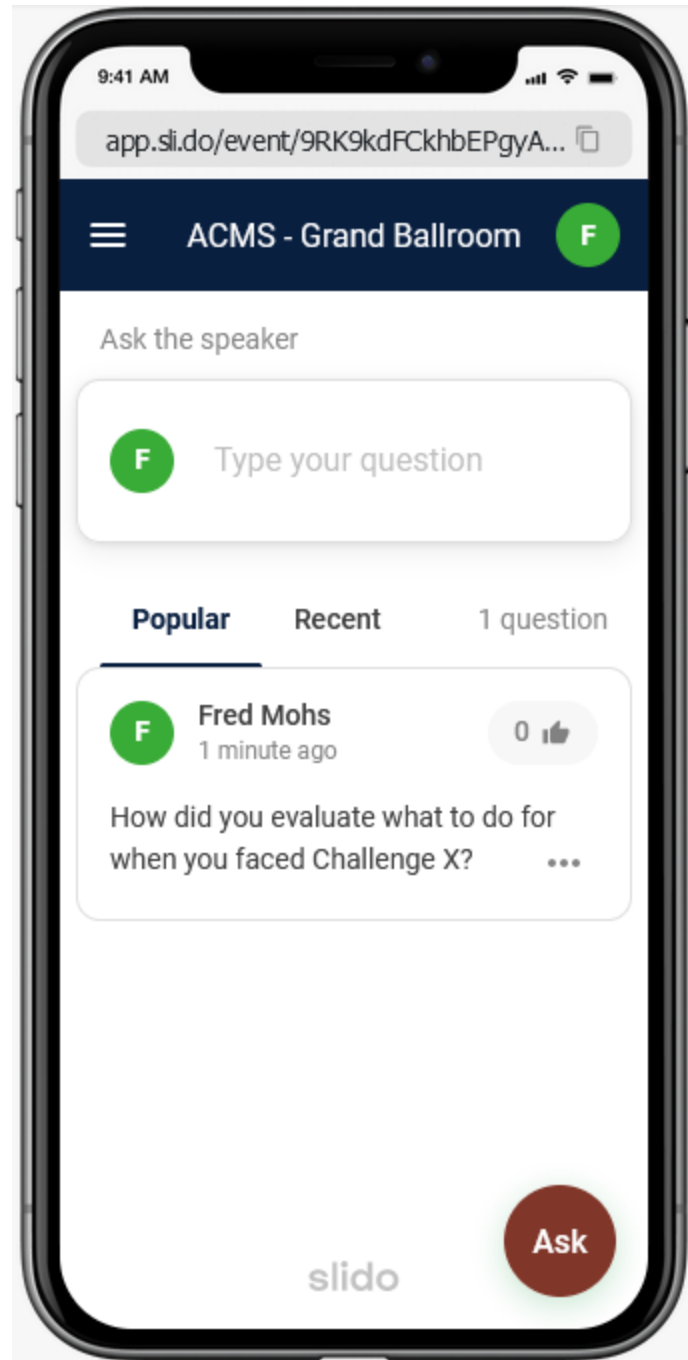 9:41 AM
app.sli.do/event/9RK9kdFCkhbEPgyA...
ACMS - Grand Ballroom
F
Ask the speaker
F
Type your question
Popular
Recent
1 question
F
Fred Mohs
0
1 minute ago
How did you evaluate what to do for
when you faced Challenge X?
Ask
slido